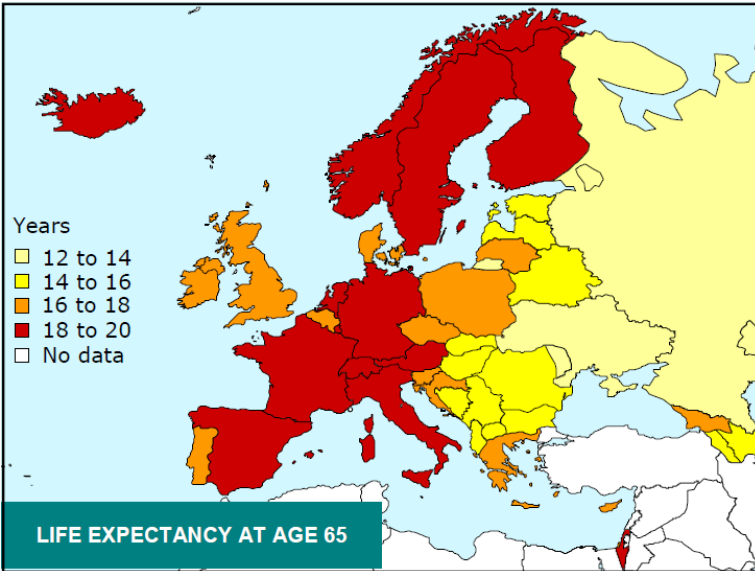 Years
12 to 14
14 to 16
16 to 18
18 to 20
No data
LIFE EXPECTANCY AT AGE 65